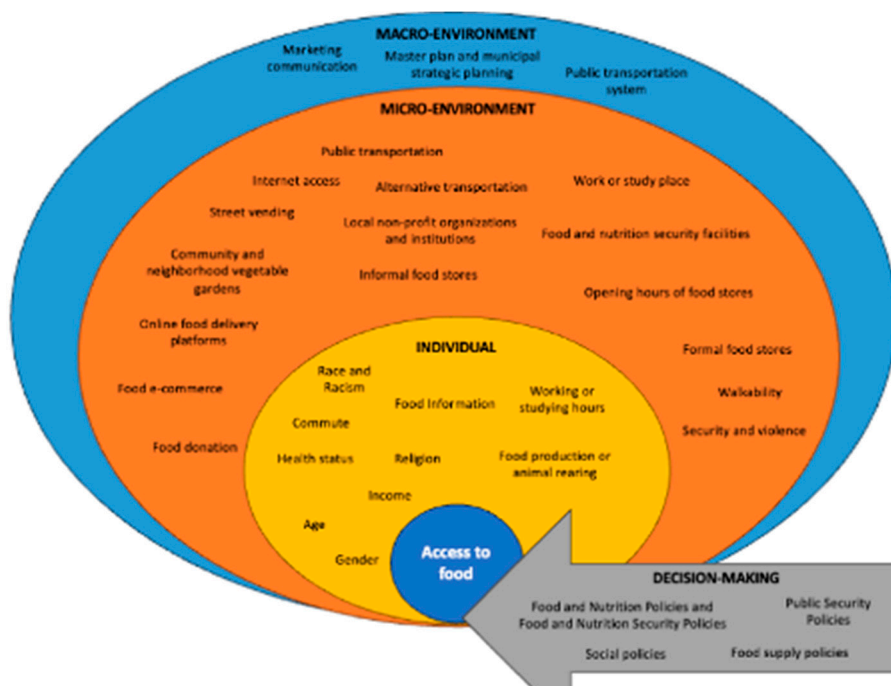 MACRO-ENVIRONMENT
Marketing
communication
Master plan and municipal
strategic planning
Public transportation
system
MICRO-ENVIRONMENT
Public transportation
Internet access
Alternative transportation
Work or study place
Street vending
Local non-profit organizations
and institutions
Food and nutrition security facilities
Community and
neighborhood vegetable
gardens
Informal food stores
Opening hours of food stores
Online food delivery
platforms
Formal food stores
Food e-commerce
Walkability
Food donation
Security and violence
INDIVIDUAL
Race and
Racism
Food Information
Working or
studying hours
Commute
Health status
Religion
Food production or
animal rearing
Income
Age
Gender
Access to
food
DECISION-MAKING
Food and Nutrition Policies and
Food and Nutrition Security Policies
Public Security
Policies
Social policies
Food supply policies